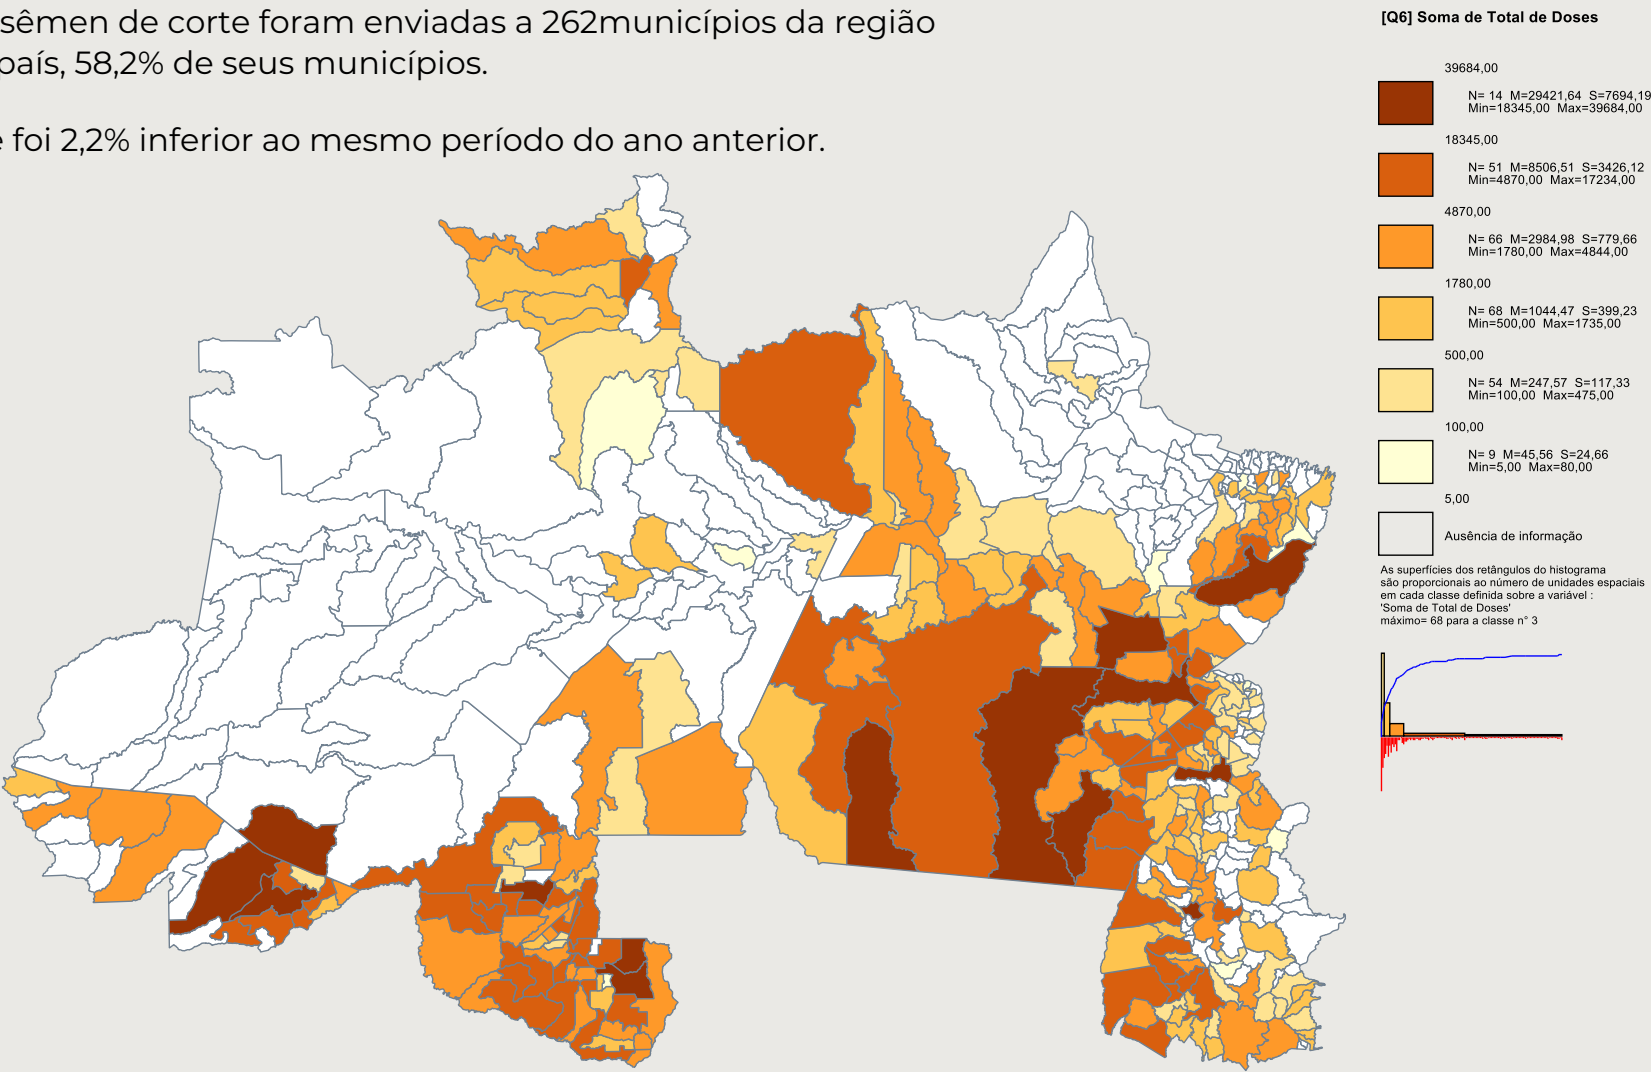 sêmen de corte foram enviadas a 262municípios da região
país, 58,2% de seus municípios.
e foi 2,2% inferior ao mesmo período do ano anterior.
[Q6] Soma de Total de Doses
39684,00
N= 14 M=29421,64 S=7694,19
Min=18345,00 Max=39684,00
18345,00
N= 51 M=8506,51 S=3426,12
Min=4870,00 Max=17234,00
4870,00
N= 66 M=2984,98 S=779,66
Min=1780,00 Max=4844,00
1780,00
N= 68 M=1044,47 S=399,23
Min=500,00 Max=1735,00
500,00
N= 54 M=247,57 S=117,33
Min=100,00 Max=475,00
100,00
N= 9 M=45,56 S=24,66
Min=5,00 Max=80,00
5,00
Ausência de informação
As superfícies dos retângulos do histograma
são proporcionais ao número de unidades espaciais
em cada classe definida sobre a variável :
'Soma de Total de Doses'
máximo= 68 para a classe n° 3